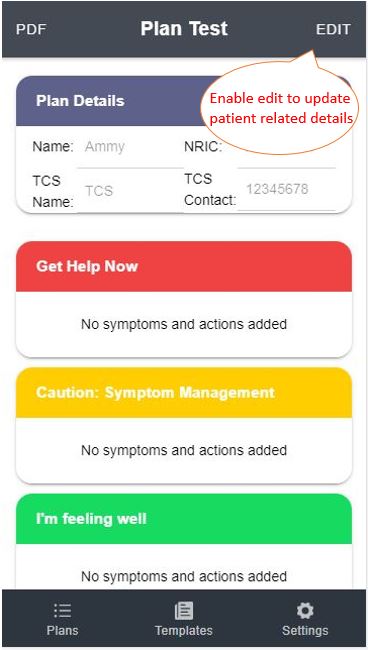 PDF Plan Test EDIT
Enable edit to update
patient related details
Plan Details
Name: Ammy NRIC:
TCS Name: TCS TCS Contact: 12345678
Get Help Now
No symptoms and actions added
Caution: Symptom Management
No symptoms and actions added
I'm feeling well
No symptoms and actions added
Plans Templates Settings